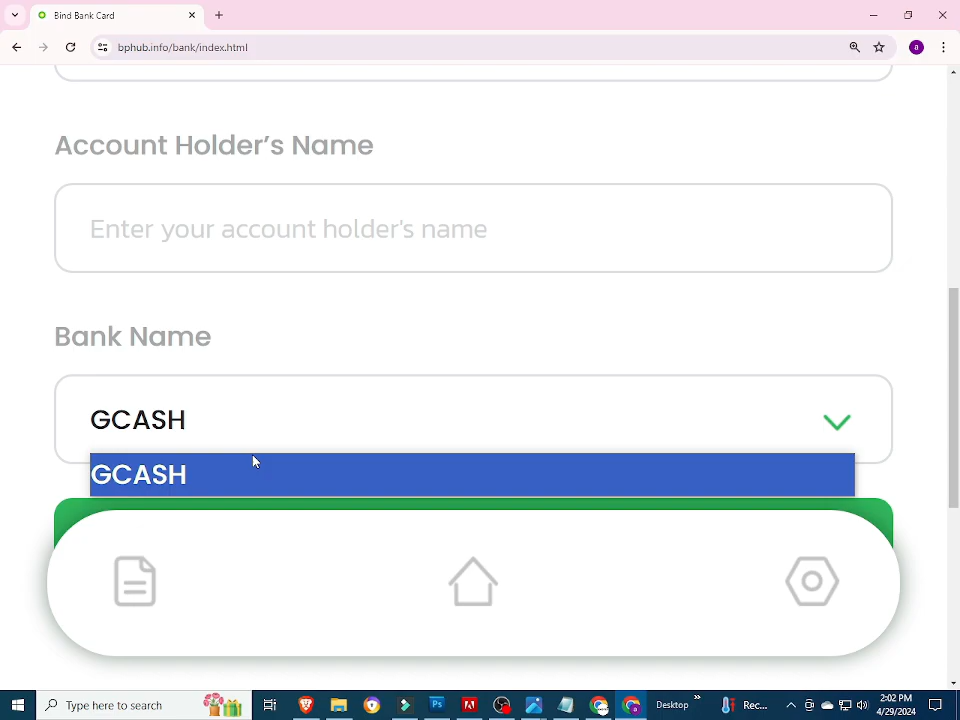 Bind Bank Card
bphub.info/bank/index.html
a
Account Holder's Name
Enter your account holder's name
Bank Name
GCASH
GCASH
Type here to search
Ps
Desktop
Rec...
2:02 PM
4/29/2024